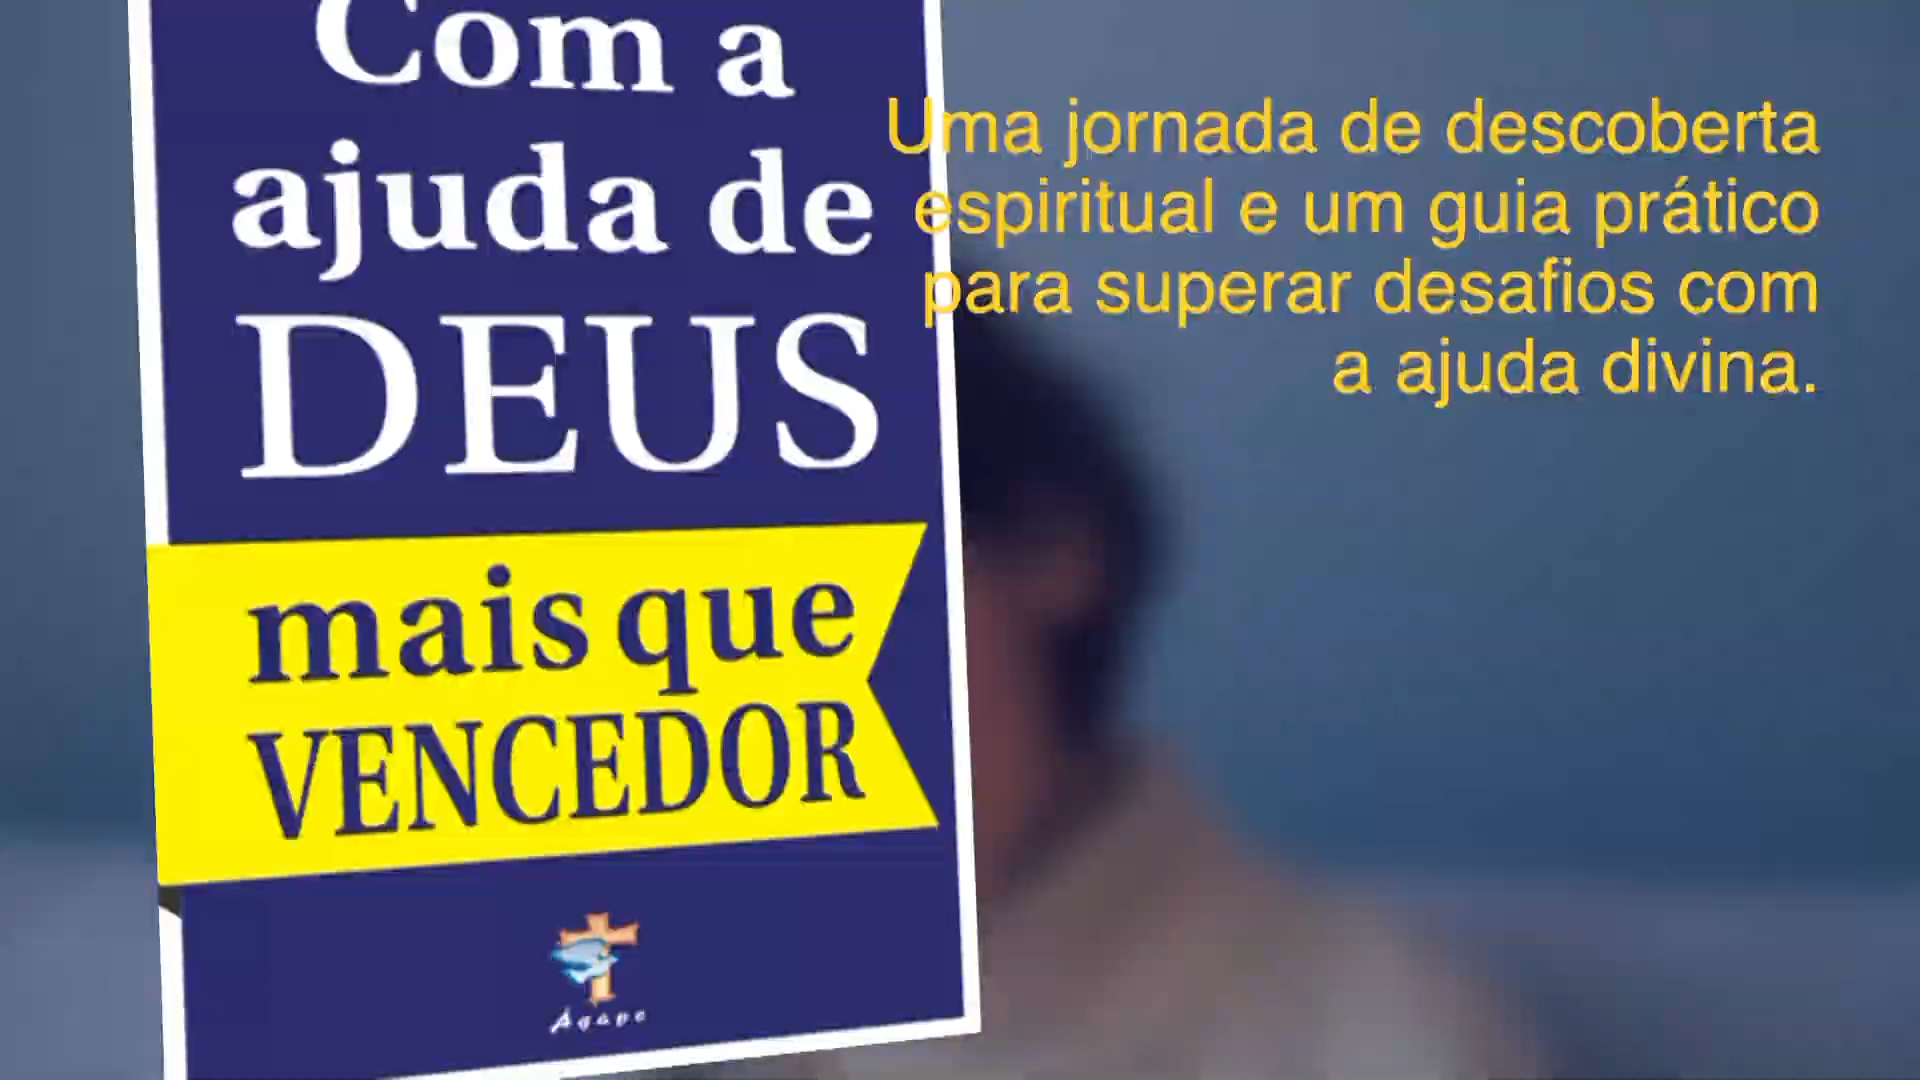 Com a
ajuda de
DEUS
mais que
VENCEDOR
Ágape
Uma jornada de descoberta
espiritual e um guia prático
para superar desafios com
a ajuda divina.